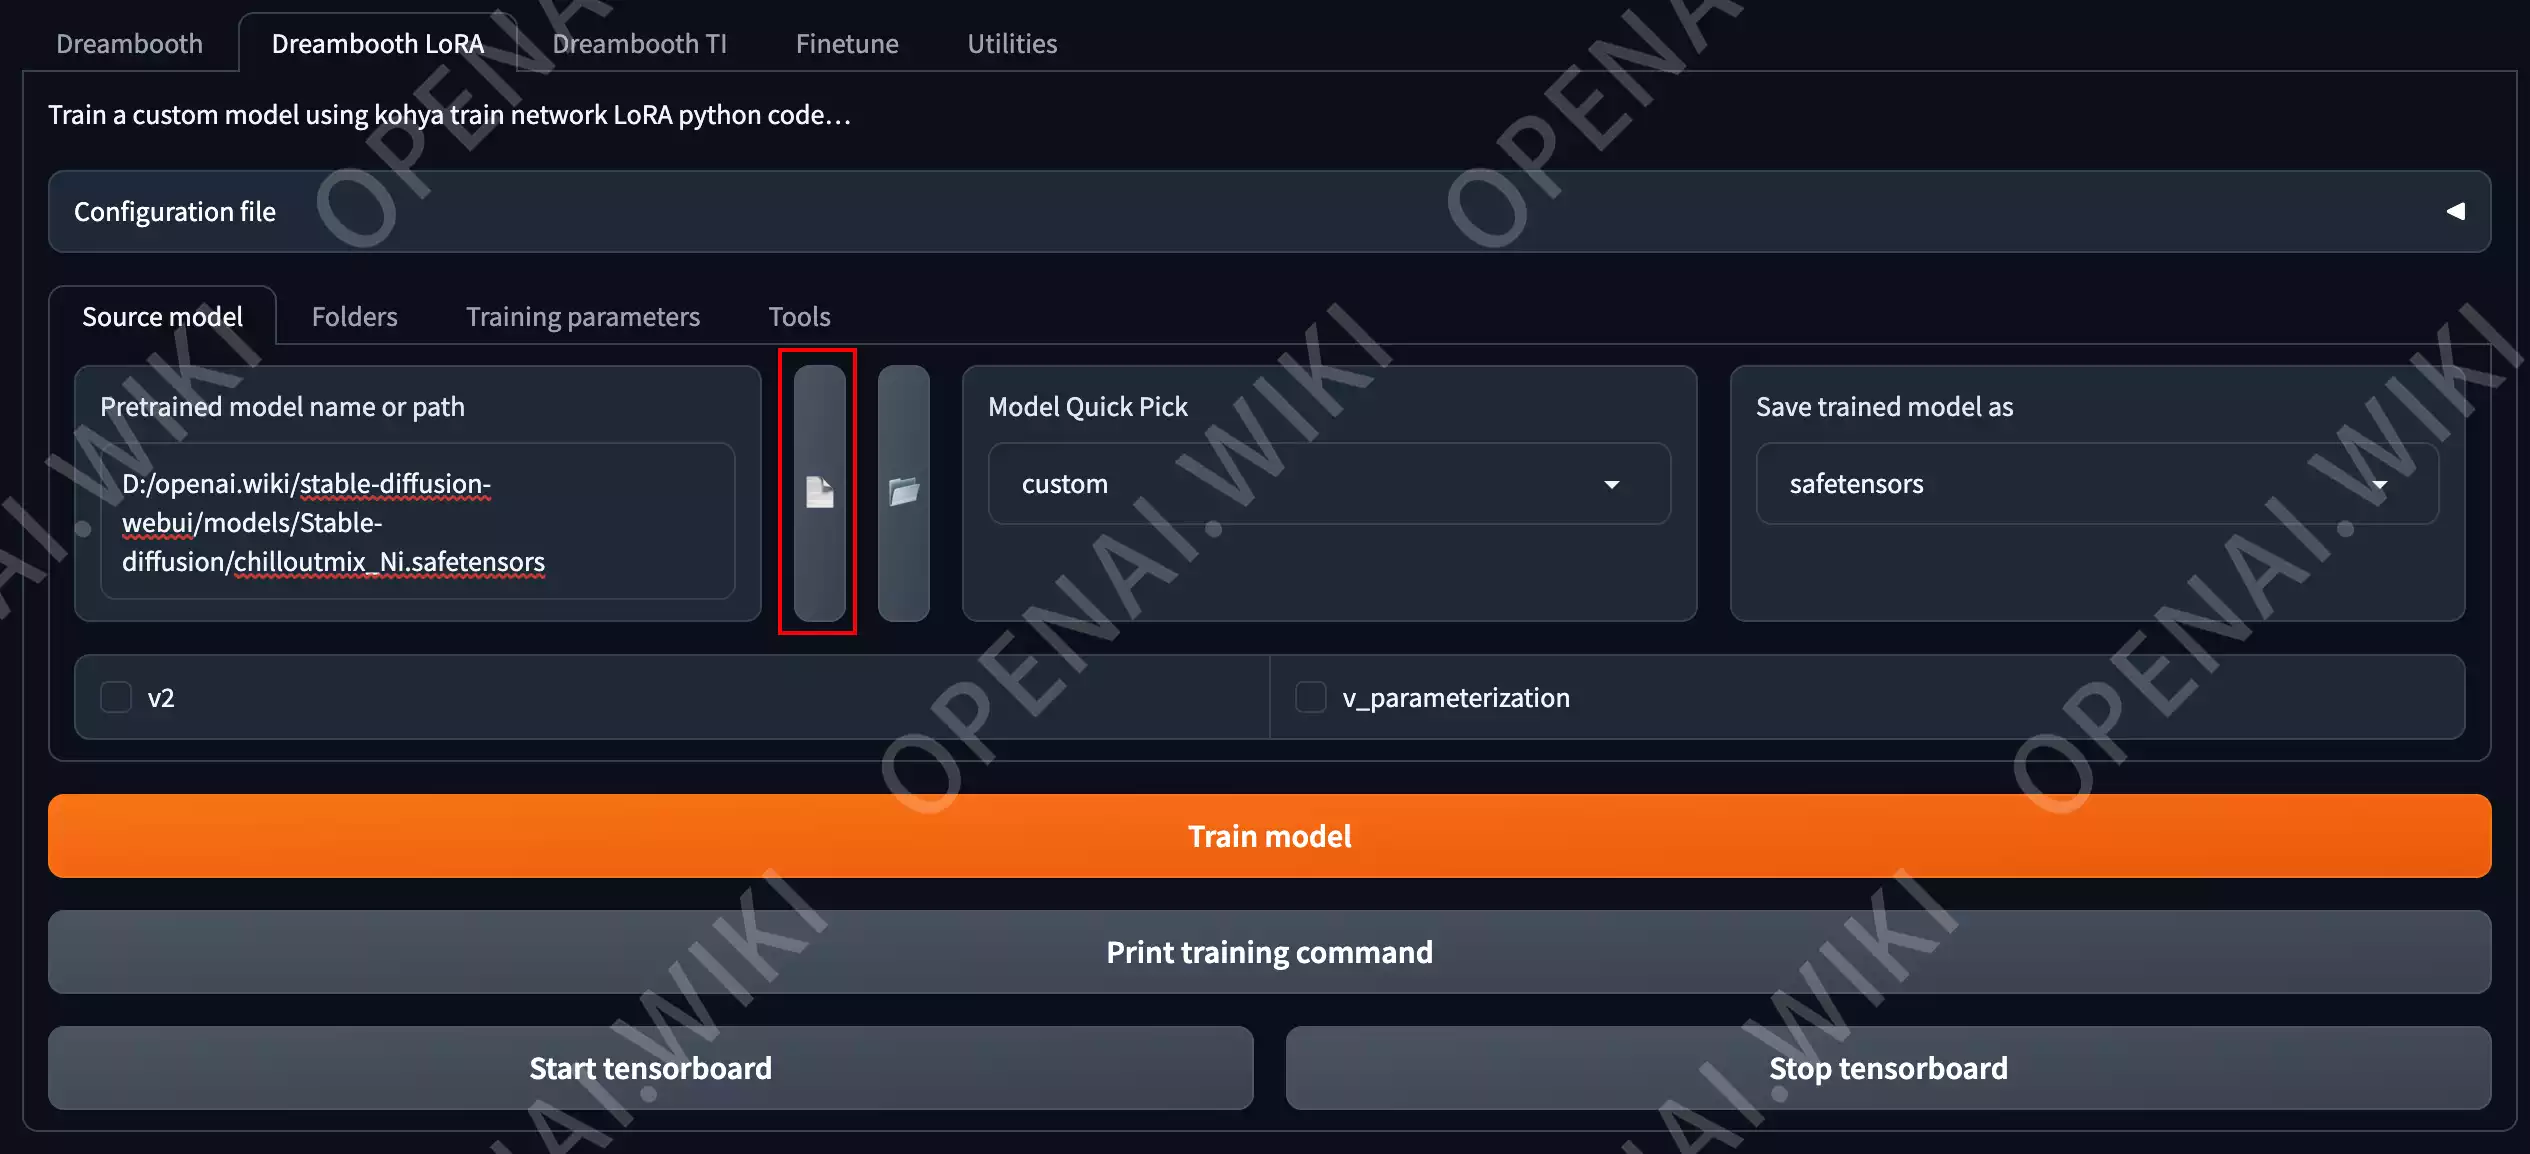 Dreambooth
Dreambooth LoRA
Dreambooth TI
Finetune
Utilities
Train a custom model using kohya train network LoRA python code...
Configuration file
Source model
Folders
Training parameters
Tools
Pretrained model name or path
D:/openai.wiki/stable-diffusion-
webui/models/Stable-
diffusion/chilloutmix_Ni.safetensors
Model Quick Pick
custom
Save trained model as
safetensors
v2
v_parameterization
Train model
Print training command
Start tensorboard
Stop tensorboard
OPENAI.WIKI
OPENAI.WIKI